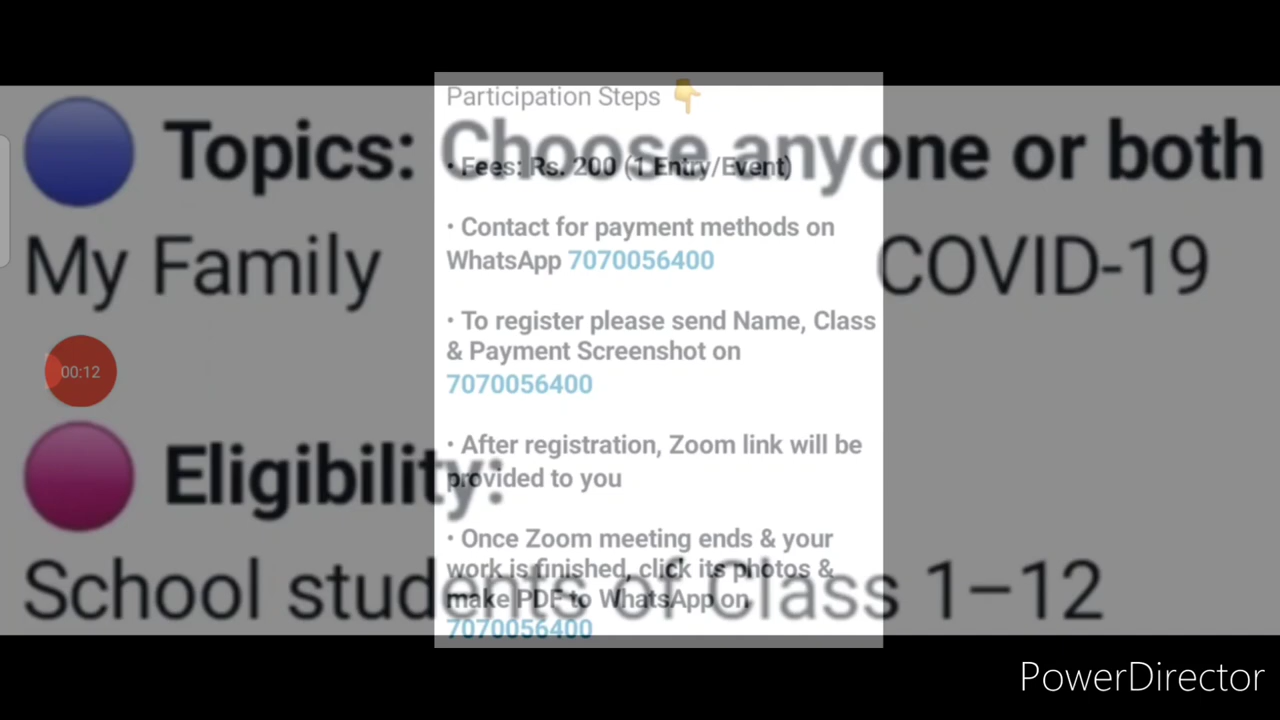 Topics: Choose anyone or both
My Family COVID-19
00:12
Eligibility:
School students of Class 1–12
Participation Steps 👇
• Fees: Rs. 200 (1 Entry/Event)
• Contact for payment methods on
WhatsApp 7070056400
• To register please send Name, Class
& Payment Screenshot on
7070056400
• After registration, Zoom link will be
provided to you
• Once Zoom meeting ends & your
work is finished, click its photos &
make PDF to WhatsApp on
7070056400
PowerDirector